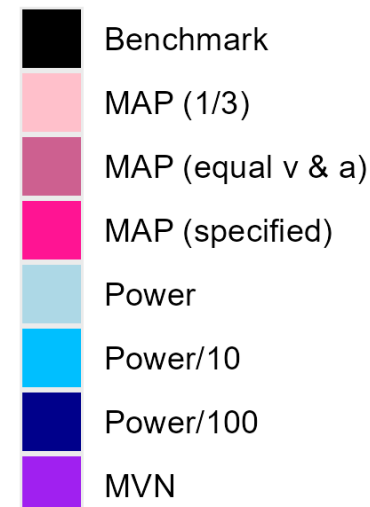 Benchmark
MAP (1/3)
MAP (equal v & a)
MAP (specified)
Power
Power/10
Power/100
MVN